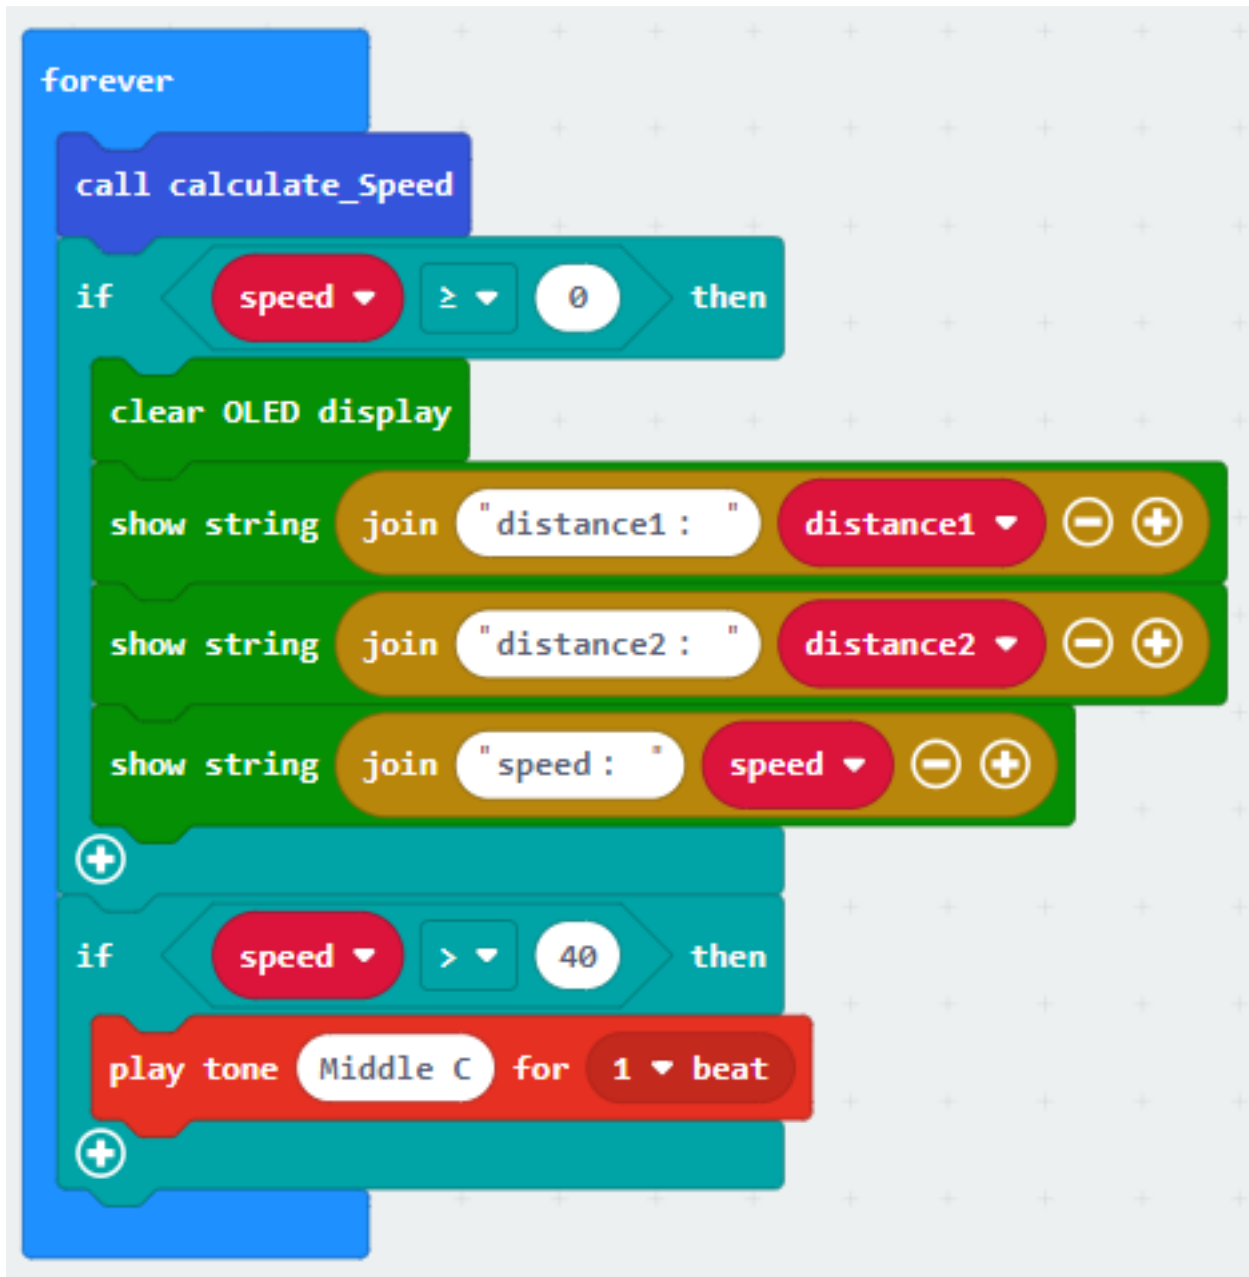 forever
call calculate_Speed
if speed ≥ 0 then
clear OLED display
show string join "distance1: " distance1
show string join "distance2: " distance2
show string join "speed: " speed
if speed > 40 then
play tone Middle C for 1 beat